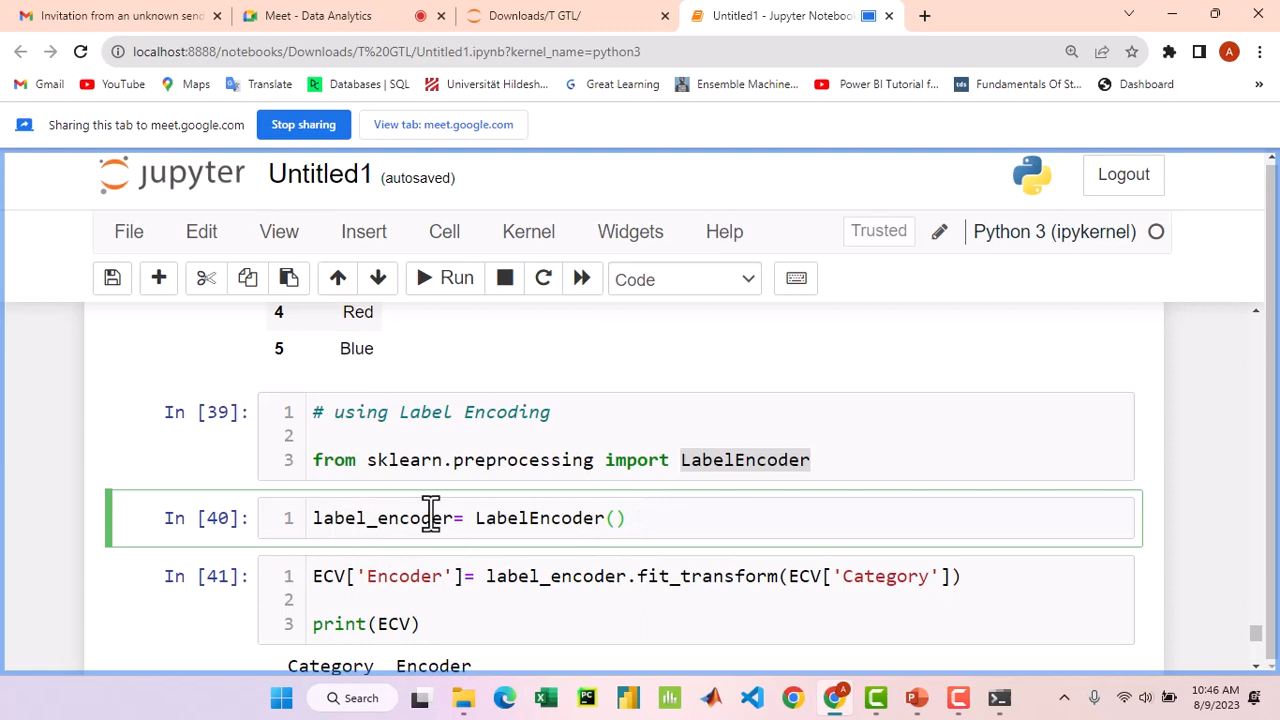 Invitation from an unknown send
Meet - Data Analytics
Downloads/T GTL/
Untitled1 - Jupyter Notebook
localhost:8888/notebooks/Downloads/T%20GTL/Untitled1.ipynb?kernel_name=python3
A
Gmail
YouTube
Maps
Translate
Databases | SQL
Universität Hildesh...
Great Learning
Ensemble Machine...
Power BI Tutorial f...
Fundamentals Of St...
Dashboard
»
Sharing this tab to meet.google.com
Stop sharing
View tab: meet.google.com
jupyter Untitled1 (autosaved)
Logout
File Edit View Insert Cell Kernel Widgets Help
Trusted
Python 3 (ipykernel)
Run
Code
4 Red
5 Blue
In [39]:
1 # using Label Encoding
2
3 from sklearn.preprocessing import LabelEncoder
In [40]:
1 label_encoder= LabelEncoder()
In [41]:
1 ECV['Encoder']= label_encoder.fit_transform(ECV['Category'])
2
3 print(ECV)
Category Encoder
Search
10:46 AM
8/9/2023